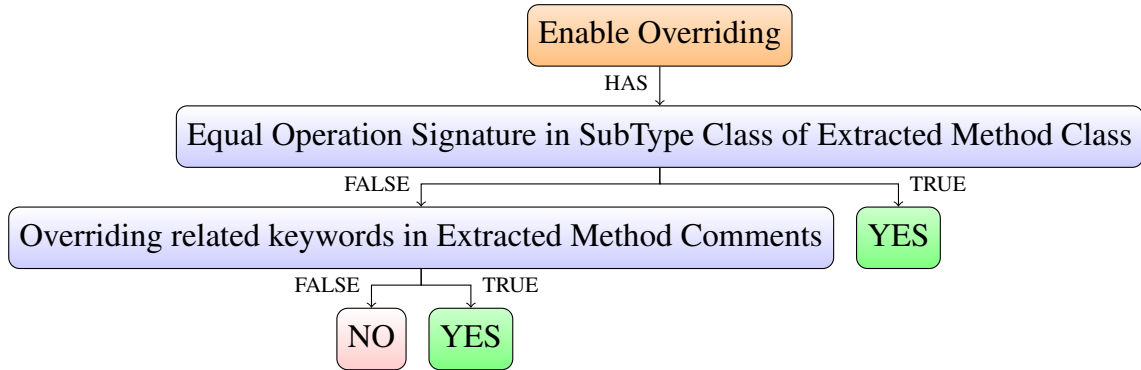 Enable Overriding
HAS
Equal Operation Signature in SubType Class of Extracted Method Class
FALSE
TRUE
Overriding related keywords in Extracted Method Comments
YES
FALSE
TRUE
NO
YES